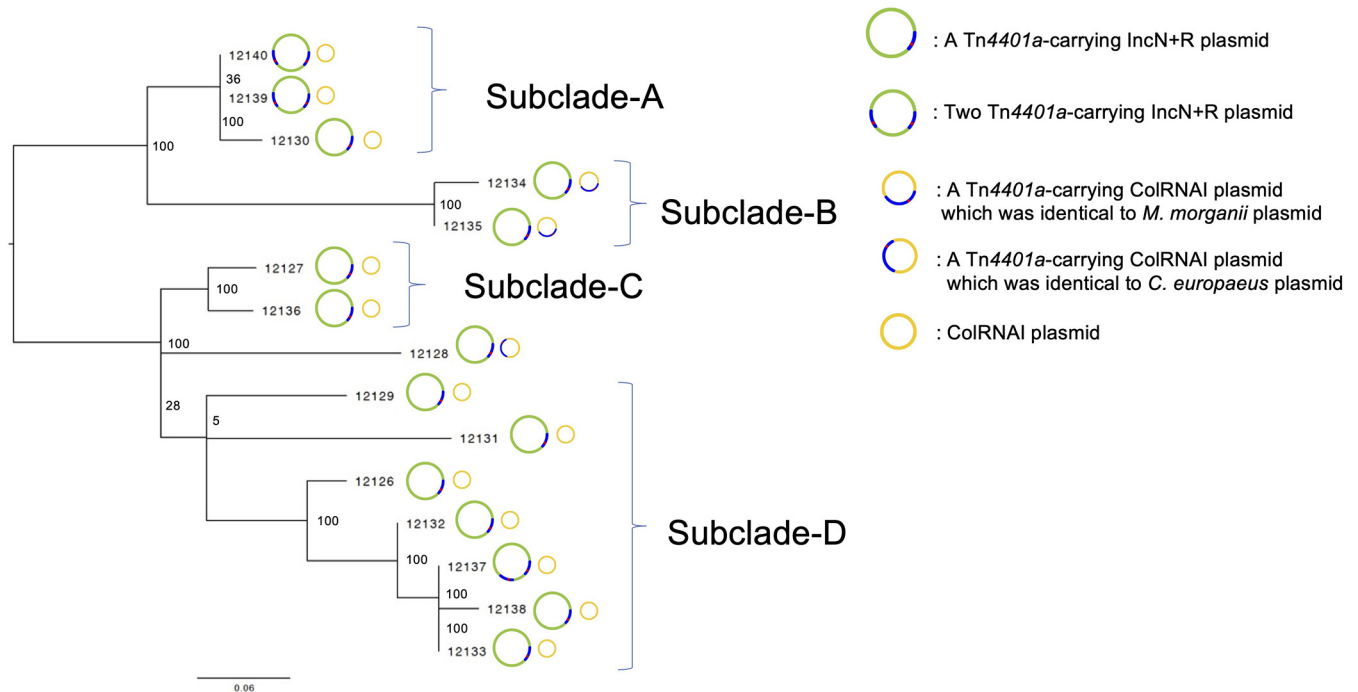 12140
36
12139
100
12130
100
Subclade-A
12134
100
12135
Subclade-B
12127
100
12136
Subclade-C
100
12128
28
12129
5
12131
12126
100
12132
100
12137
100
12138
100
12133
Subclade-D
0.06
: A Tn4401a-carrying IncN+R plasmid
: Two Tn4401a-carrying IncN+R plasmid
: A Tn4401a-carrying ColRNAI plasmid
which was identical to M. morganii plasmid
: A Tn4401a-carrying ColRNAI plasmid
which was identical to C. europaeus plasmid
: ColRNAI plasmid